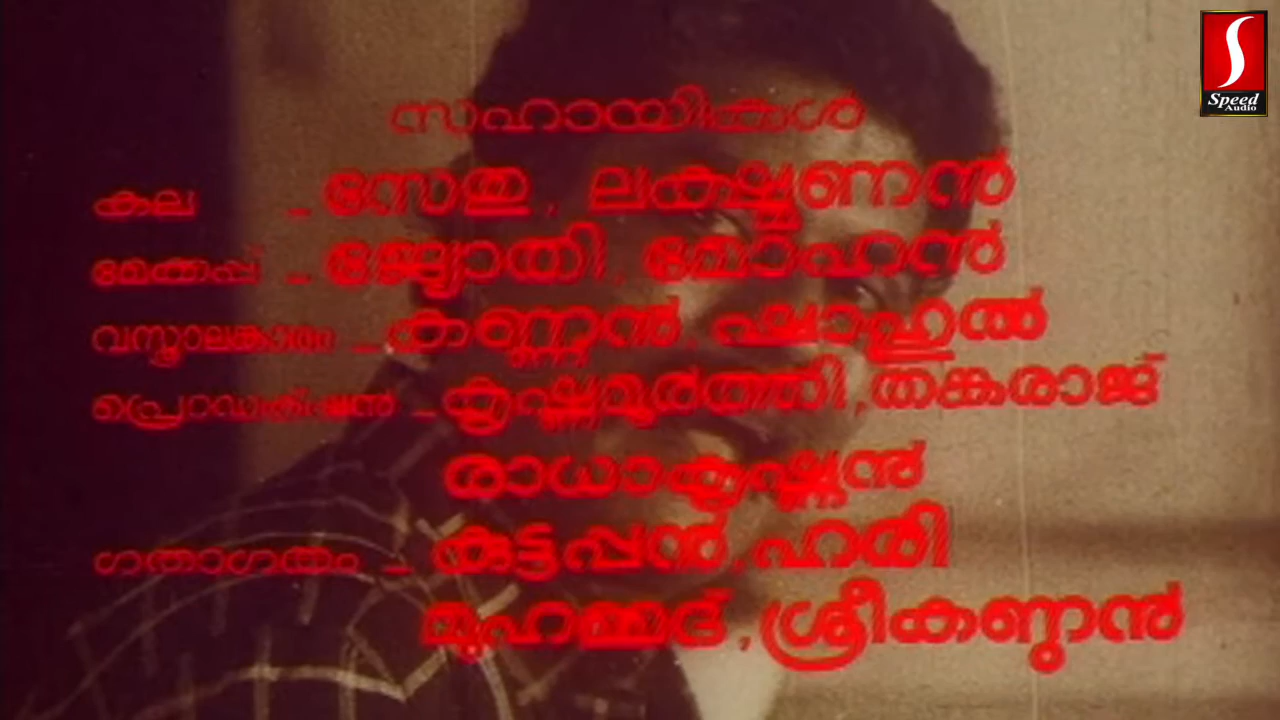 സഹായികൾ
കല - സേതു, ലക്ഷ്മണൻ
മേക്കപ്പ് - ജ്യോതി, മോഹൻ
വസ്ത്രാലങ്കാരം - കണ്ണൻ, ഷാഹുൽ
പ്രൊഡക്ഷൻ - കൃഷ്ണമൂർത്തി, തങ്കരാജ്
രാധാകൃഷ്ണൻ
ഗതാഗതം - കുട്ടപ്പൻ, ഹരി
മുഹമ്മദ്, ശ്രീകണ്ഠൻ
S
Speed
Audio